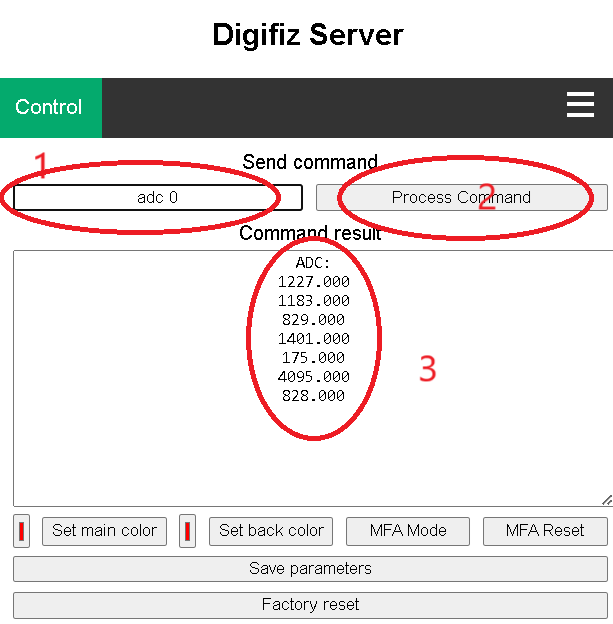 Digifiz Server
Control
1
Send command
adc 0
Process Command
2
Command result
ADC:
1227.000
1183.000
829.000
1401.000
175.000
4095.000
828.000
3
Set main color
Set back color
MFA Mode
MFA Reset
Save parameters
Factory reset